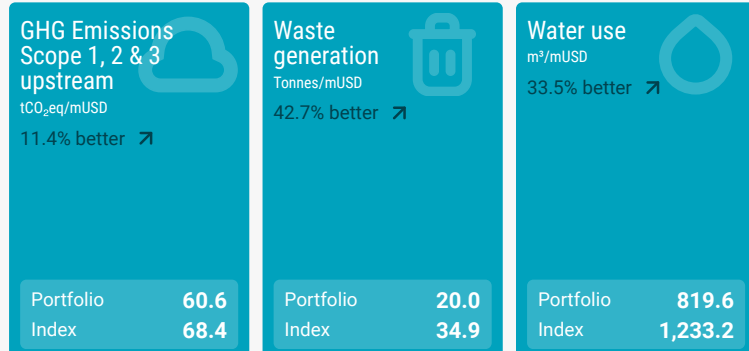 GHG Emissions
Scope 1, 2 & 3
upstream
tCO₂eq/mUSD
11.4% better
Portfolio 60.6
Index 68.4
Waste
generation
Tonnes/mUSD
42.7% better
Portfolio 20.0
Index 34.9
Water use
m³/mUSD
33.5% better
Portfolio 819.6
Index 1,233.2